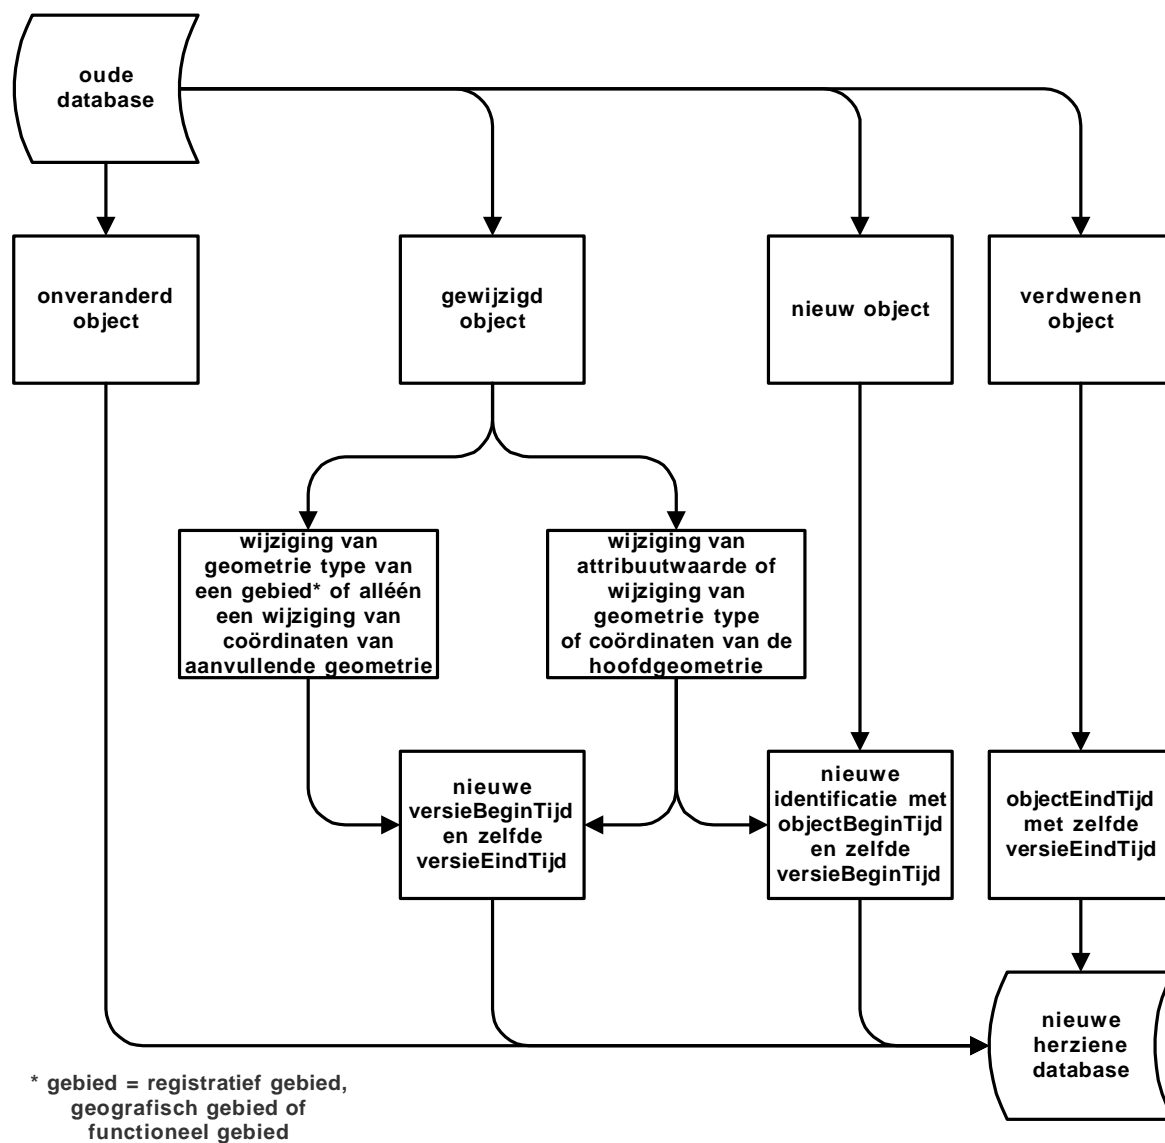 oude
database
onveranderd
object
gewijzigd
object
nieuw object
verdwenen
object
wijziging van
geometrie type van
een gebied* of alléén
een wijziging van
coördinaten van
aanvullende geometrie
wijziging van
attribuutwaarde of
wijziging van
geometrie type
of coördinaten van de
hoofdgeometrie
nieuwe
versieBeginTijd
en zelfde
versieEindTijd
nieuwe
identificatie met
objectBeginTijd
en zelfde
versieBeginTijd
objectEindTijd
met zelfde
versieEindTijd
nieuwe
herziene
database
* gebied = registratief gebied,
geografisch gebied of
functioneel gebied